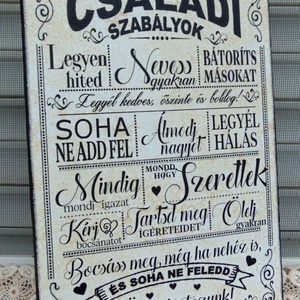 CSALÁDI
SZABÁLYOK
Legyen hited
Nevess gyakran
BÁTORÍTS MÁSOKAT
Legyél kedves, őszinte és boldog!
SOHA NE ADD FEL
Álmodj nagyot
LEGYÉL HÁLÁS
Mindig mondj igazat
MONDD, HOGY Szeretlek
Kérj bocsánatot
Tartsd meg ÍGÉRETEIDET
Ölelj gyakran
Bocsáss meg, még ha nehéz is,
ÉS SOHA NE FELEDD